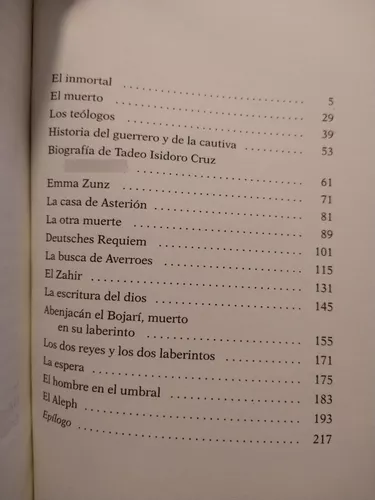 El inmortal . . . . . . . . . . . . . . . . . . . . 5
El muerto . . . . . . . . . . . . . . . . . . . . 29
Los teólogos . . . . . . . . . . . . . . . . . . 39
Historia del guerrero y de la cautiva . . . . . . . . 53
Biografía de Tadeo Isidoro Cruz
. . . . . . . . . . . . . . . . . . . . 61
Emma Zunz . . . . . . . . . . . . . . . . . . . 71
La casa de Asterión . . . . . . . . . . . . . . . 81
La otra muerte . . . . . . . . . . . . . . . . . 89
Deutsches Requiem . . . . . . . . . . . . . . . 101
La busca de Averroes . . . . . . . . . . . . . . 115
El Zahir . . . . . . . . . . . . . . . . . . . . 131
La escritura del dios . . . . . . . . . . . . . . 145
Abenjacán el Bojarí, muerto
en su laberinto . . . . . . . . . . . . . . . . 155
Los dos reyes y los dos laberintos . . . . . . . . . 171
La espera . . . . . . . . . . . . . . . . . . . 175
El hombre en el umbral . . . . . . . . . . . . . 183
El Aleph . . . . . . . . . . . . . . . . . . . . 193
Epílogo . . . . . . . . . . . . . . . . . . . . 217